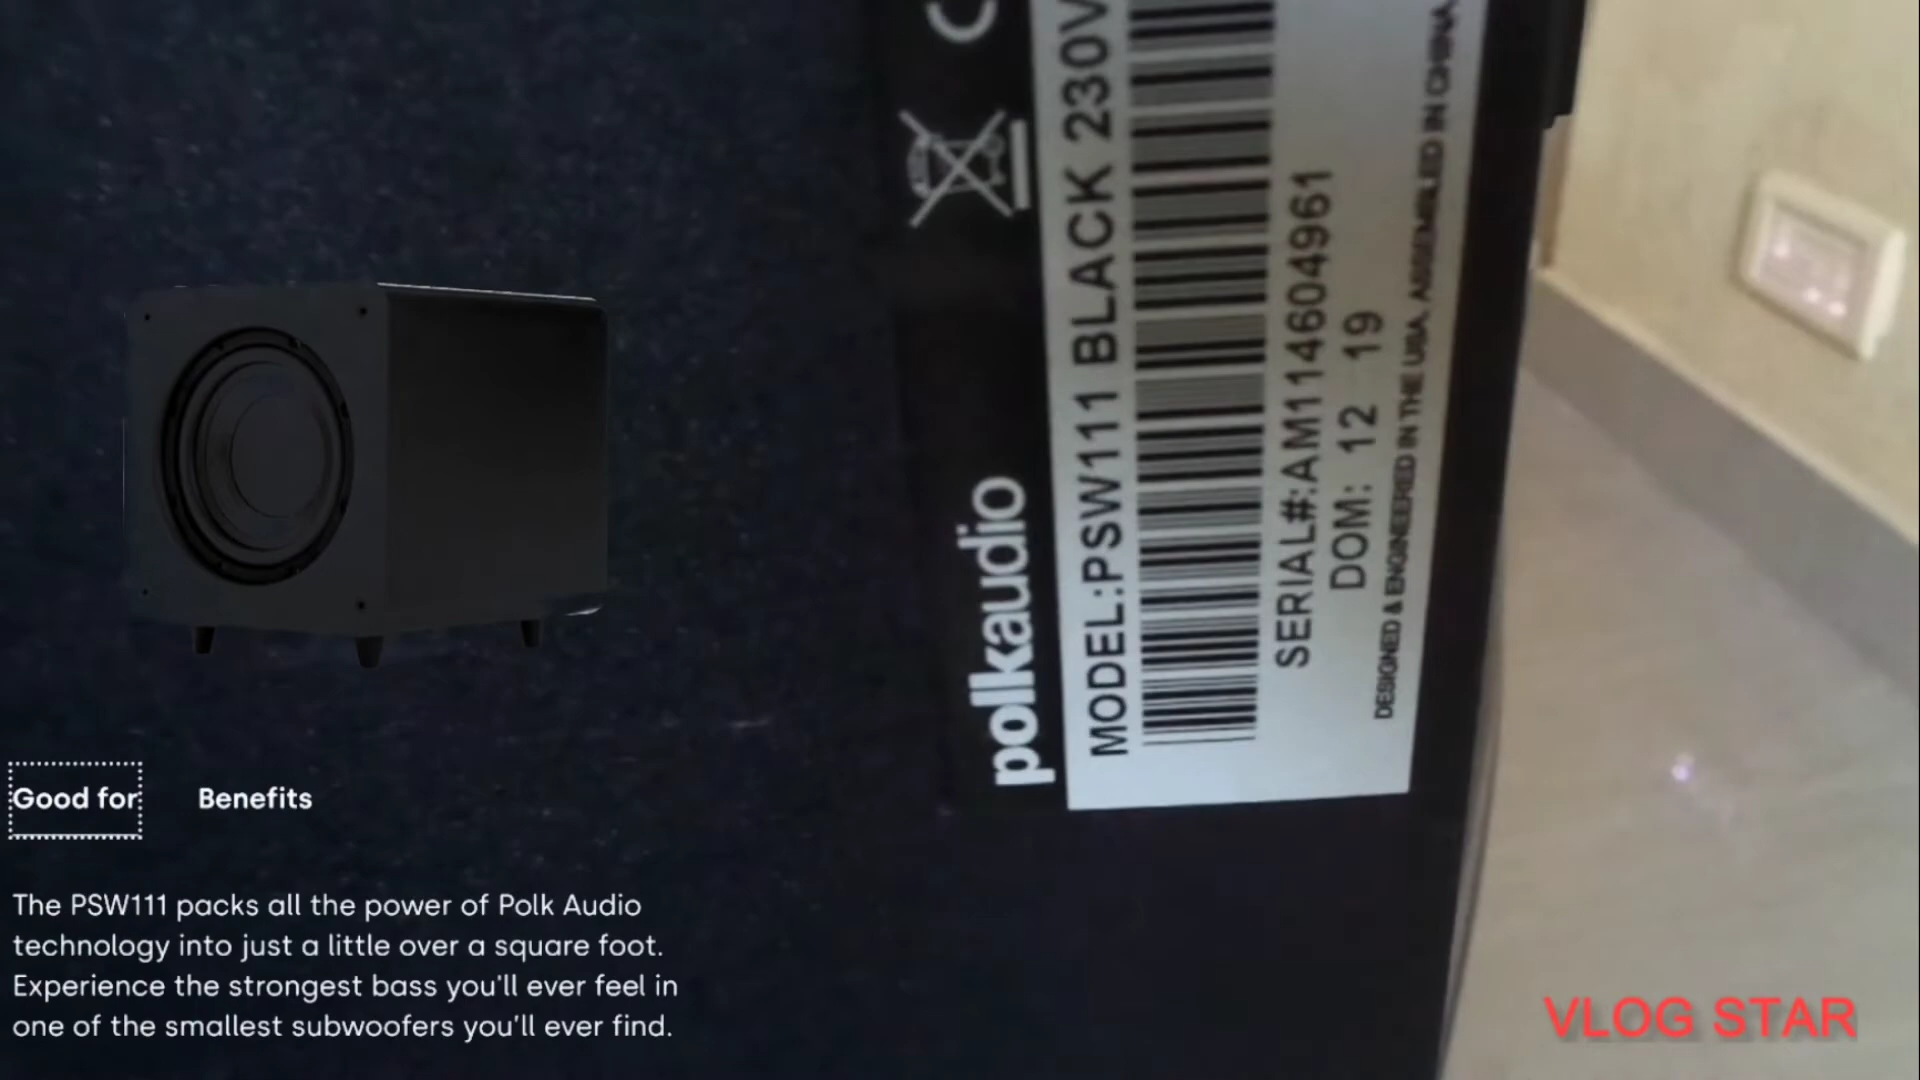 polkaudio
MODEL:PSW111 BLACK 230V
SERIAL#:AM114604961
DOM: 12 19
DESIGNED & ENGINEERED IN THE USA. ASSEMBLED IN CHINA.
Good for
Benefits
The PSW111 packs all the power of Polk Audio
technology into just a little over a square foot.
Experience the strongest bass you'll ever feel in
one of the smallest subwoofers you'll ever find.
VLOG STAR